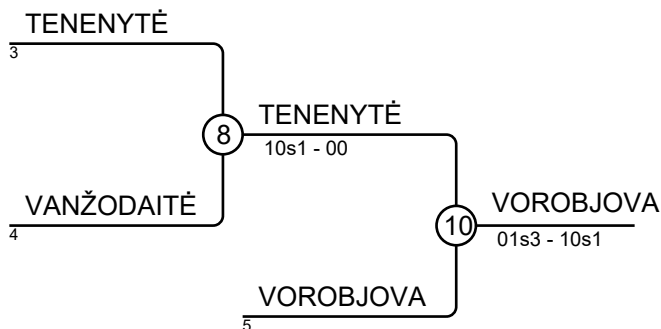 TENENYTĖ
3
8
TENENYTĖ
10s1 - 00
VANŽODAITĖ
4
10
VOROBJOVA
01s3 - 10s1
VOROBJOVA
5